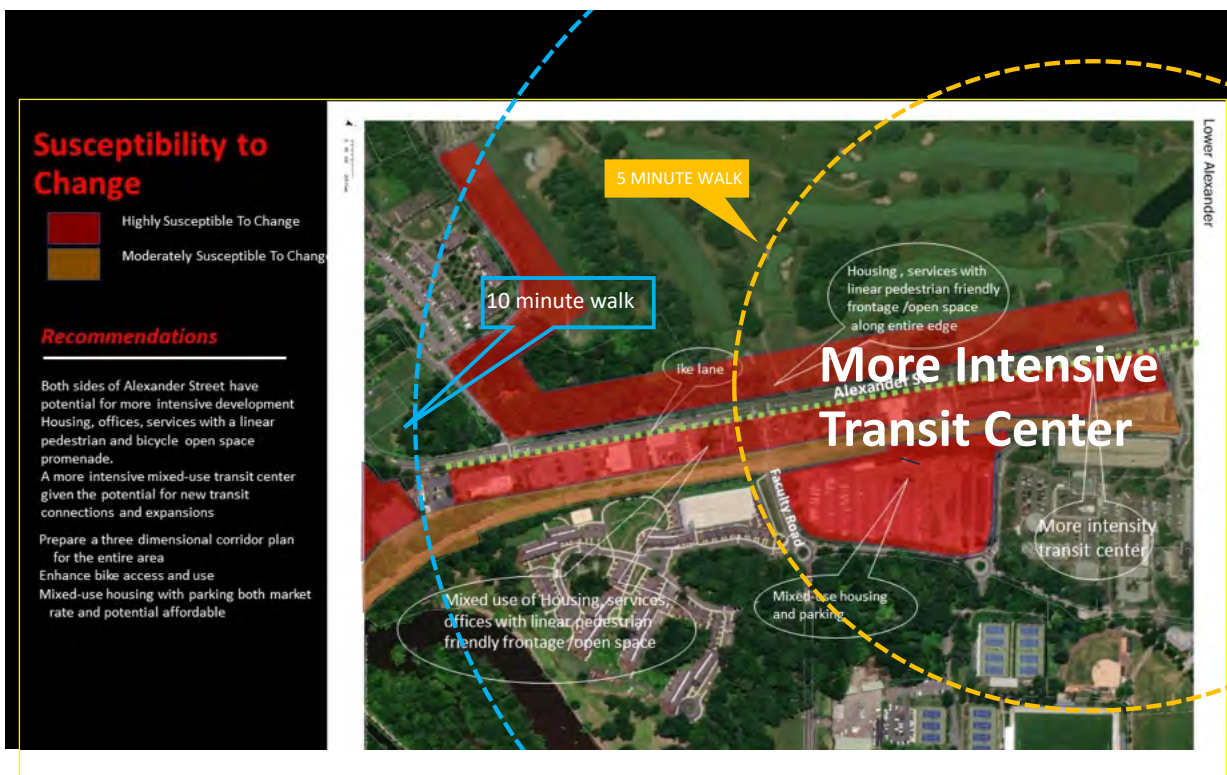 Susceptibility to
Change
Highly Susceptible To Change
Moderately Susceptible To Chang
Recommendations
Both sides of Alexander Street have
potential for more intensive development
Housing, offices, services with a linear
pedestrian and bicycle open space
promenade.
A more intensive mixed-use transit center
given the potential for new transit
connections and expansions
Prepare a three dimensional corridor plan
for the entire area
Enhance bike access and use
Mixed-use housing with parking both market
rate and potential affordable
5 MINUTE WALK
10 minute walk
Housing , services with
linear pedestrian friendly
frontage /open space
along entire edge
ike lane
Alexander S
More Intensive
Transit Center
Faculty Road
More intensity
transit center
Mixed use of Housing, services,
offices with linear pedestrian
friendly frontage /open space
Mixed-use housing
and parking
Lower Alexander